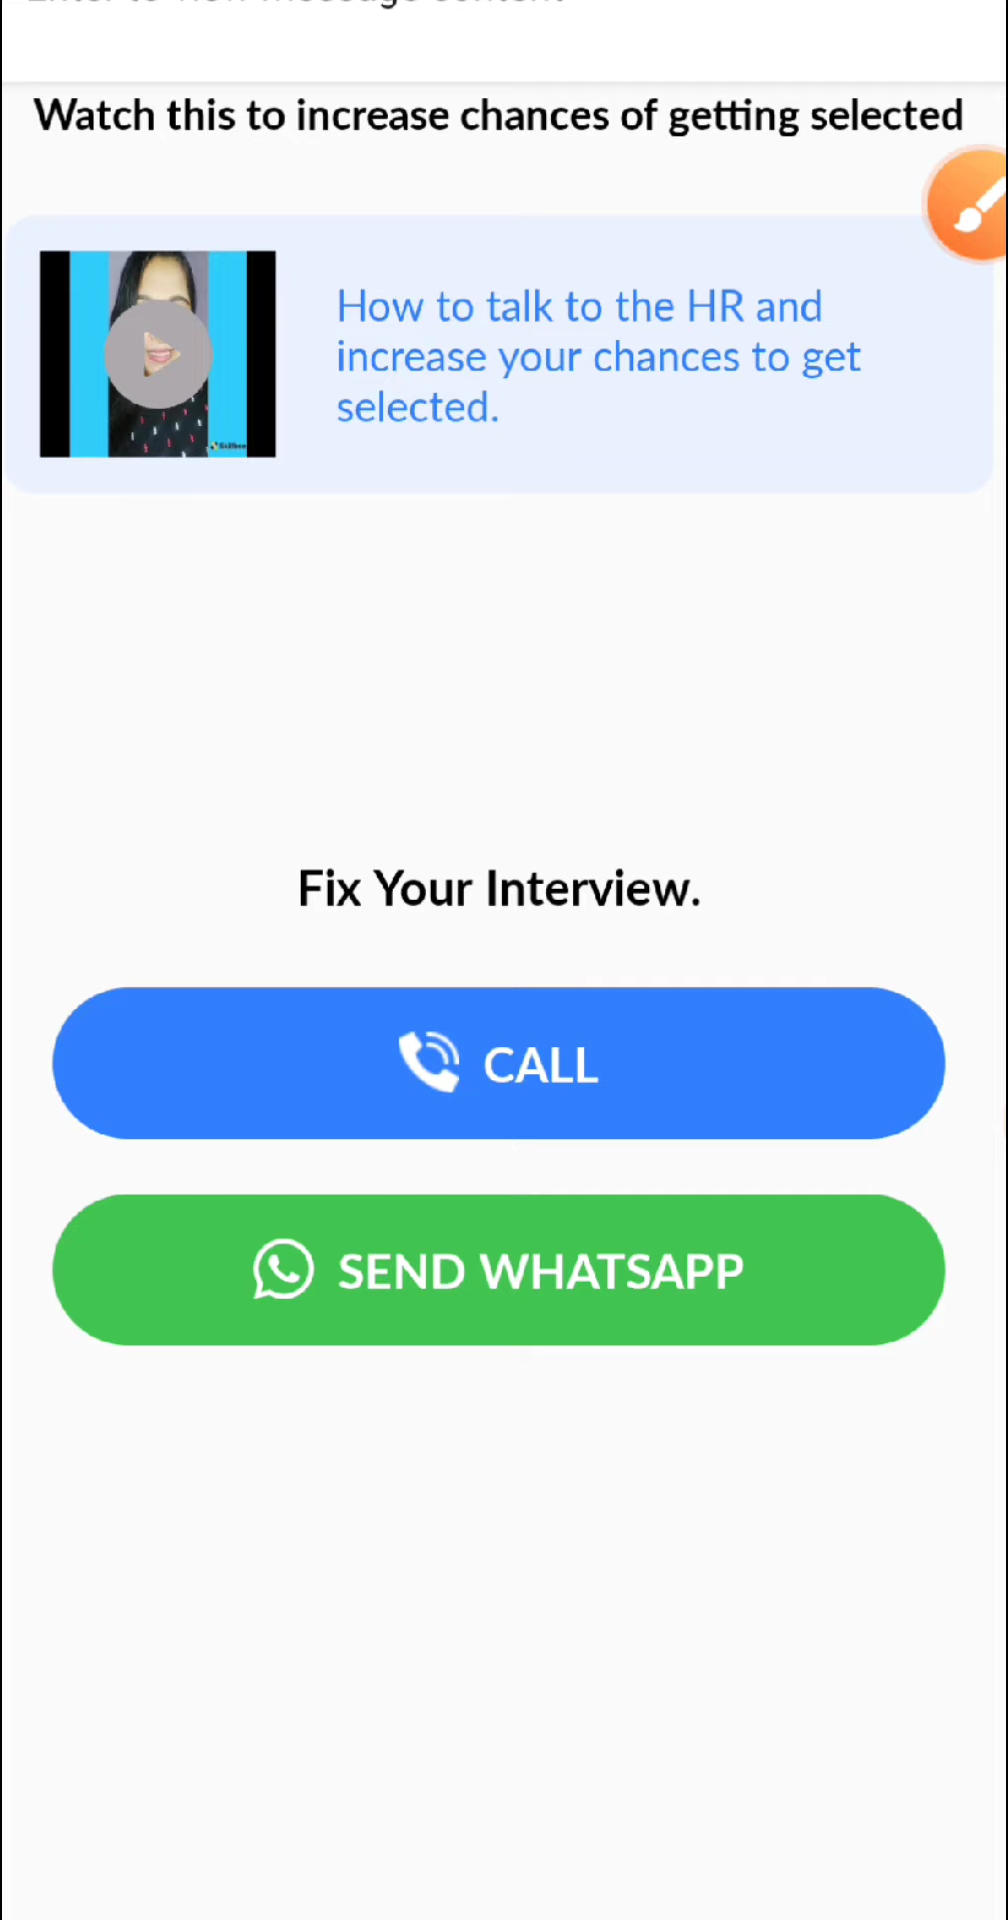 Watch this to increase chances of getting selected
How to talk to the HR and
increase your chances to get
selected.
Skillbee
Fix Your Interview.
CALL
SEND WHATSAPP